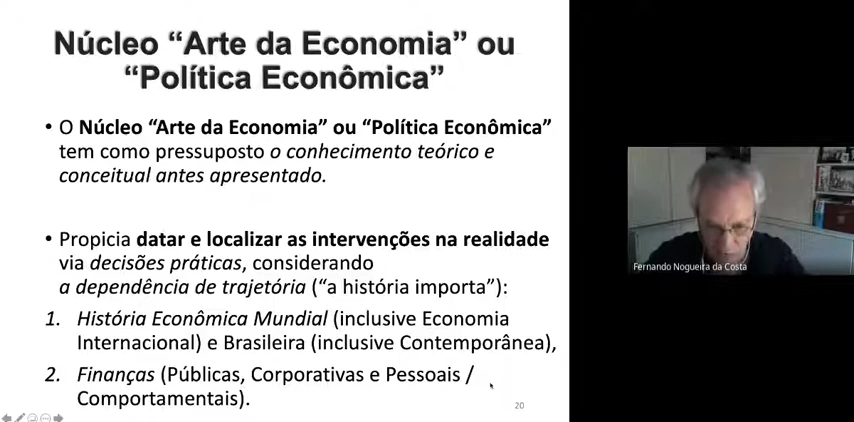 Núcleo “Arte da Economia” ou
“Política Econômica”
• O Núcleo “Arte da Economia” ou “Política Econômica”
tem como pressuposto o conhecimento teórico e
conceitual antes apresentado.
• Propicia datar e localizar as intervenções na realidade
via decisões práticas, considerando
a dependência de trajetória (“a história importa”):
1. História Econômica Mundial (inclusive Economia
Internacional) e Brasileira (inclusive Contemporânea),
2. Finanças (Públicas, Corporativas e Pessoais /
Comportamentais).
20
Fernando Nogueira da Costa